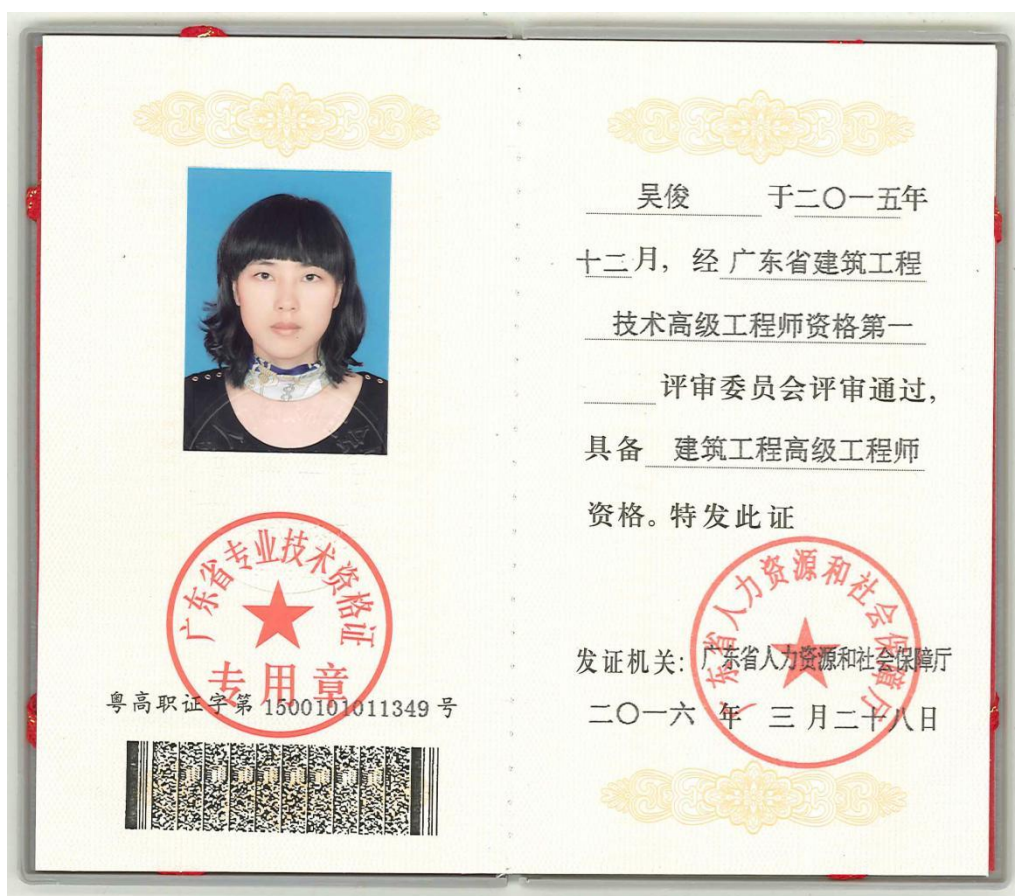 广东省专业技术资格证
专用章
粤高职证字第 1500101011349 号
吴俊 于二〇一五年
十二月, 经 广东省建筑工程
技术高级工程师资格第一
评审委员会评审通过,
具备 建筑工程高级工程师
资格。特发此证
广东省人力资源和社会保障厅
发证机关: 广东省人力资源和社会保障厅
二〇一六 年 三 月二十八日